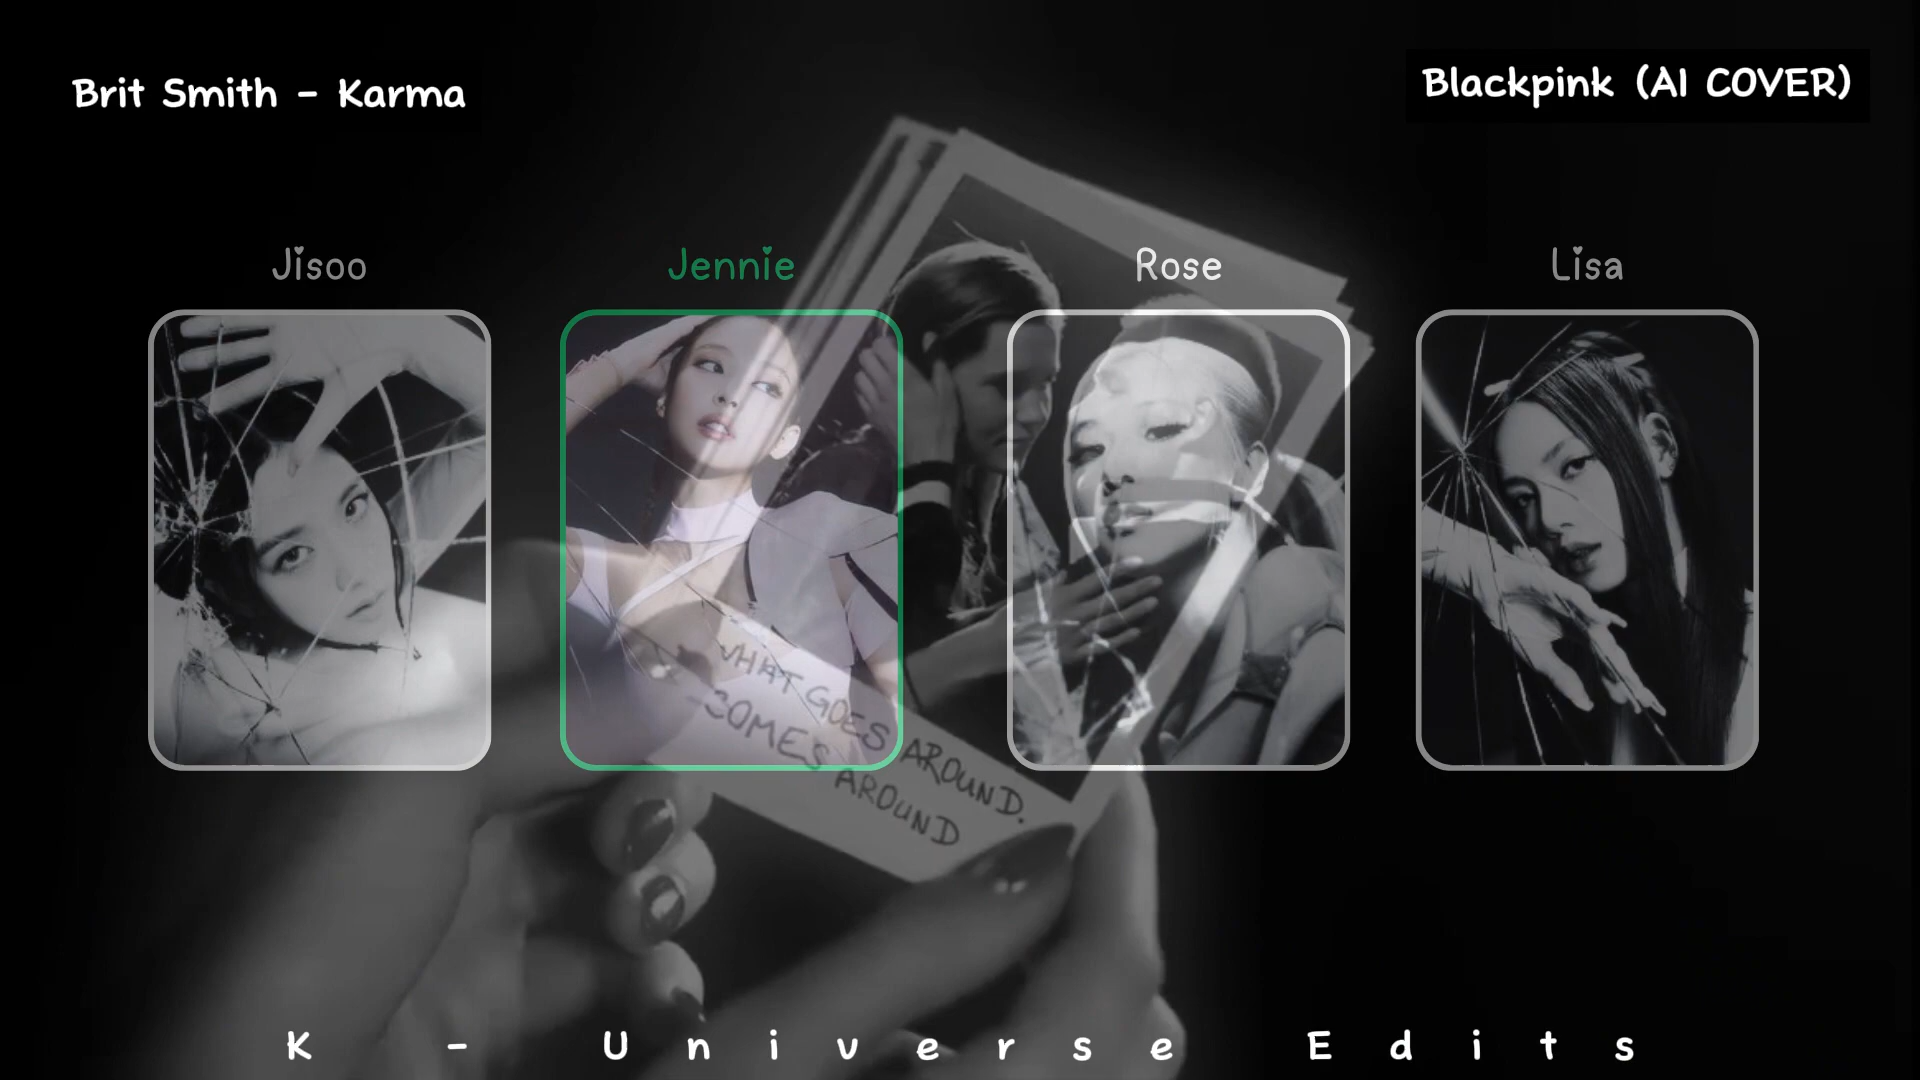 Brit Smith - Karma
Blackpink (AI COVER)
Jisoo
Jennie
Rose
Lisa
WHAT GOES AROUND.
COMES AROUND
K - Universe Edits